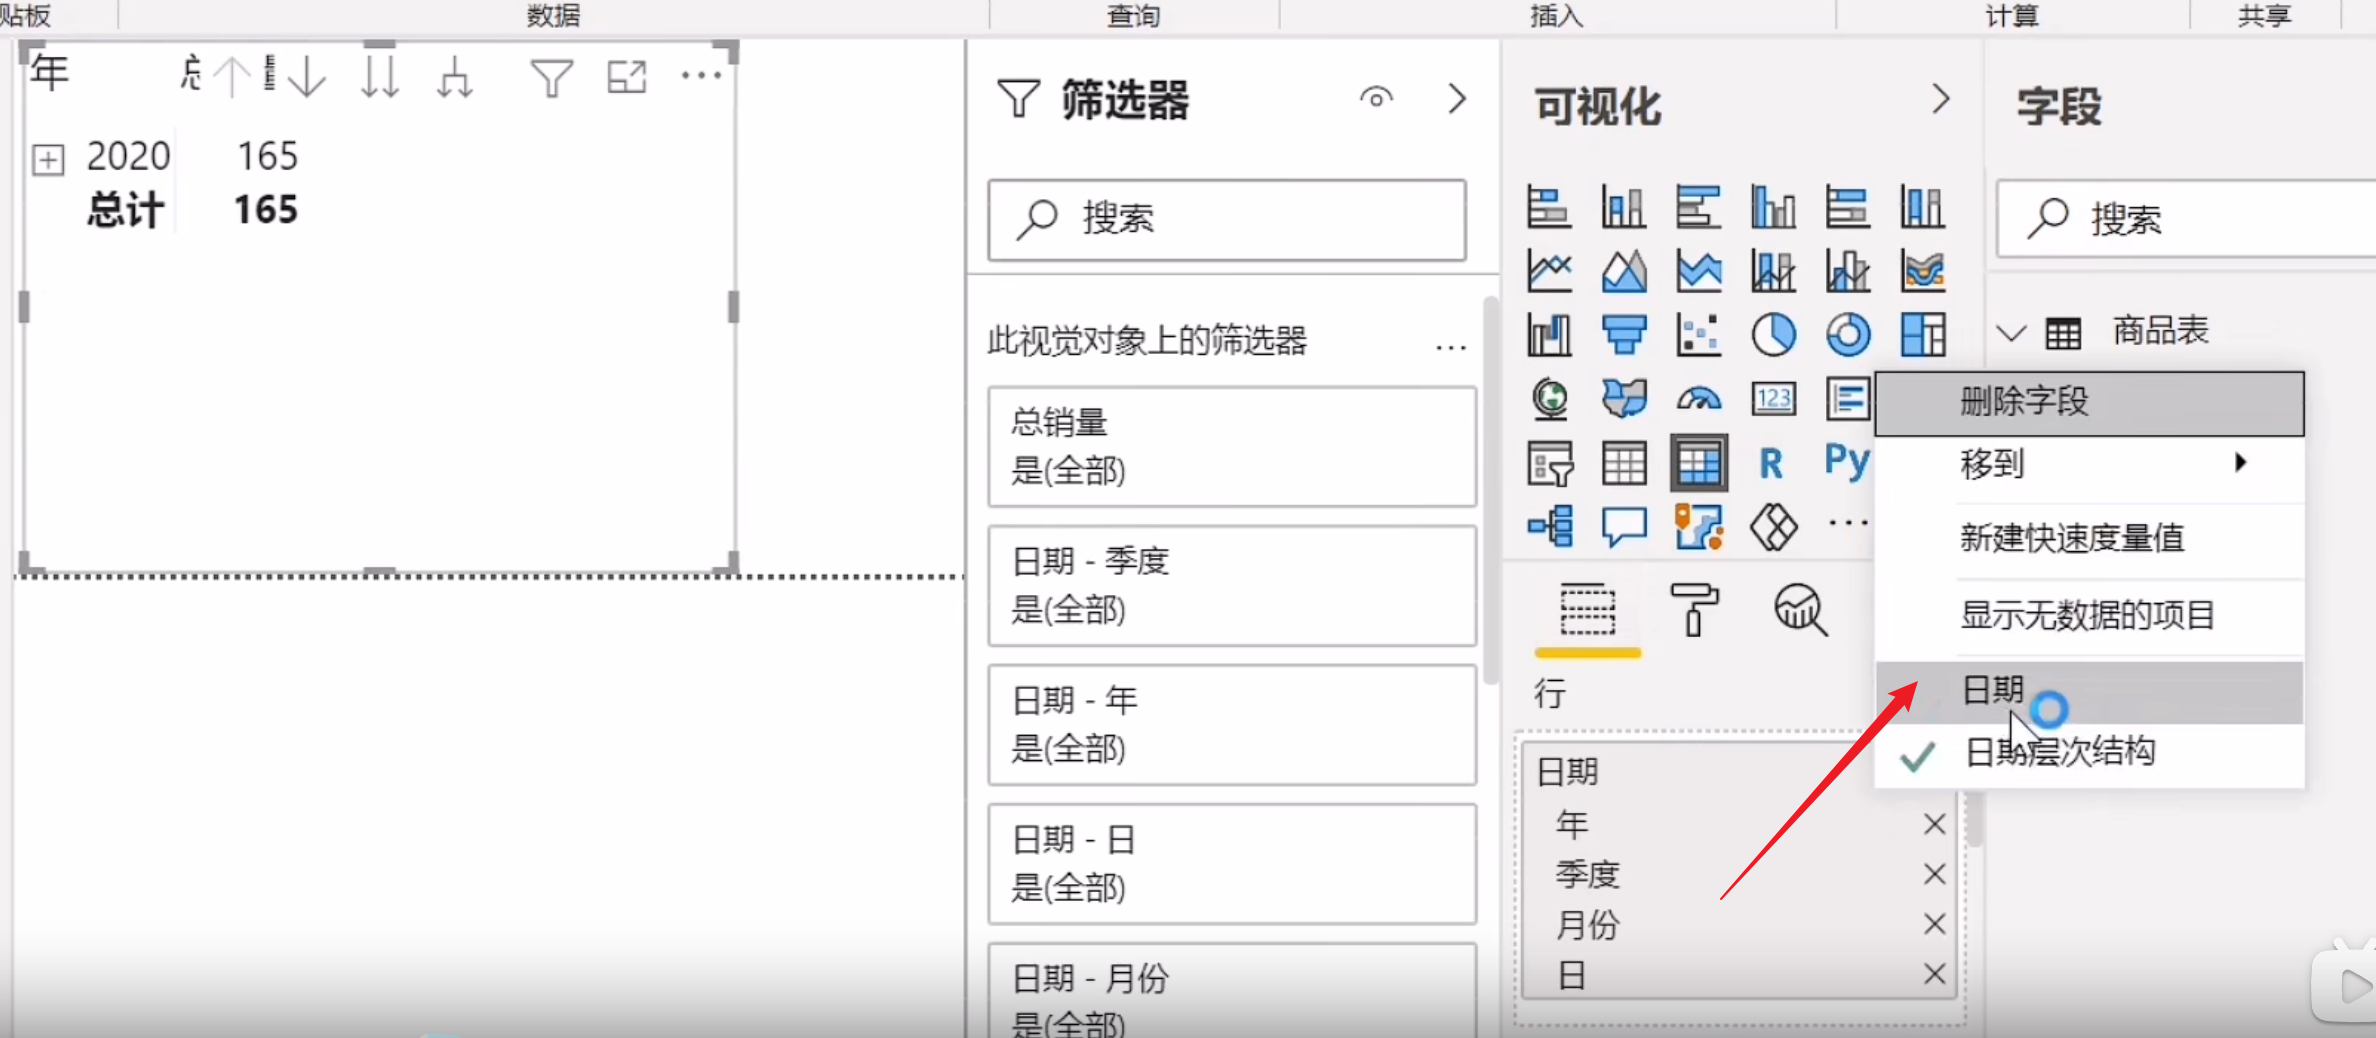 贴板
数据
查询
插入
计算
共享
年
2020 165
总计 165
筛选器
搜索
此视觉对象上的筛选器
...
总销量
是(全部)
日期 - 季度
是(全部)
日期 - 年
是(全部)
日期 - 日
是(全部)
日期 - 月份
是(全部)
可视化
123
R
Py
行
日期
年
季度
月份
日
字段
搜索
商品表
删除字段
移到
新建快速度量值
显示无数据的项目
日期
日期层次结构